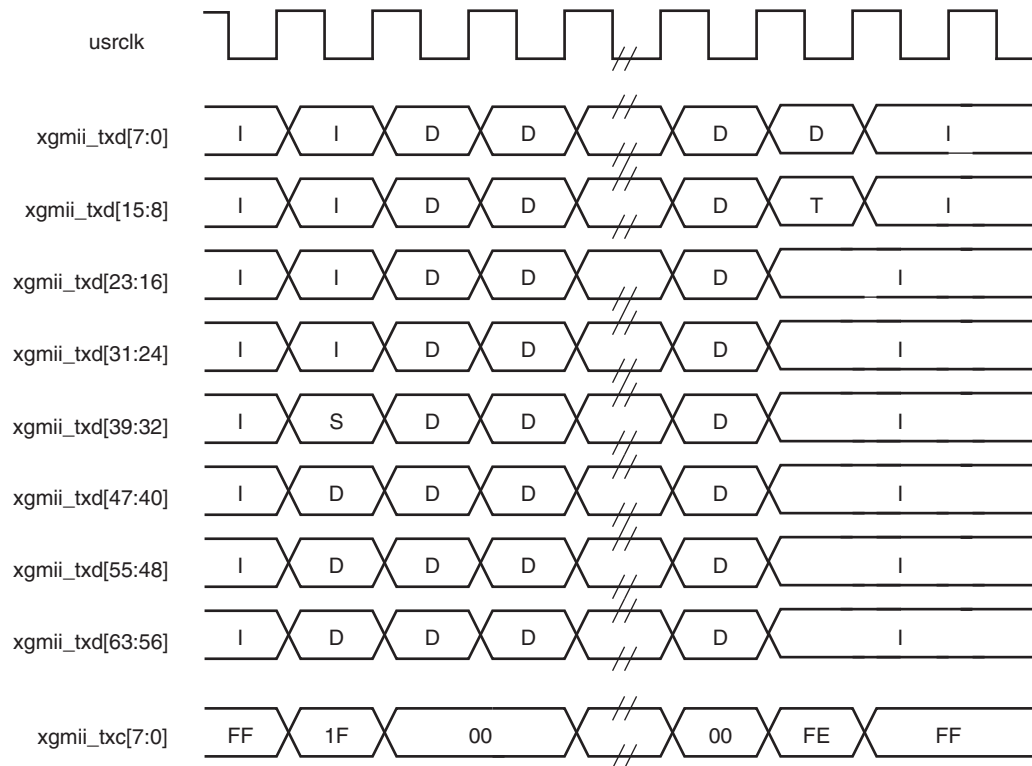 usrclk
xgmii_txd[7:0] I I D D D D I
xgmii_txd[15:8] I I D D D T I
xgmii_txd[23:16] I I D D D I
xgmii_txd[31:24] I I D D D I
xgmii_txd[39:32] I S D D D I
xgmii_txd[47:40] I D D D D I
xgmii_txd[55:48] I D D D D I
xgmii_txd[63:56] I D D D D I
xgmii_txc[7:0] FF 1F 00 00 FE FF